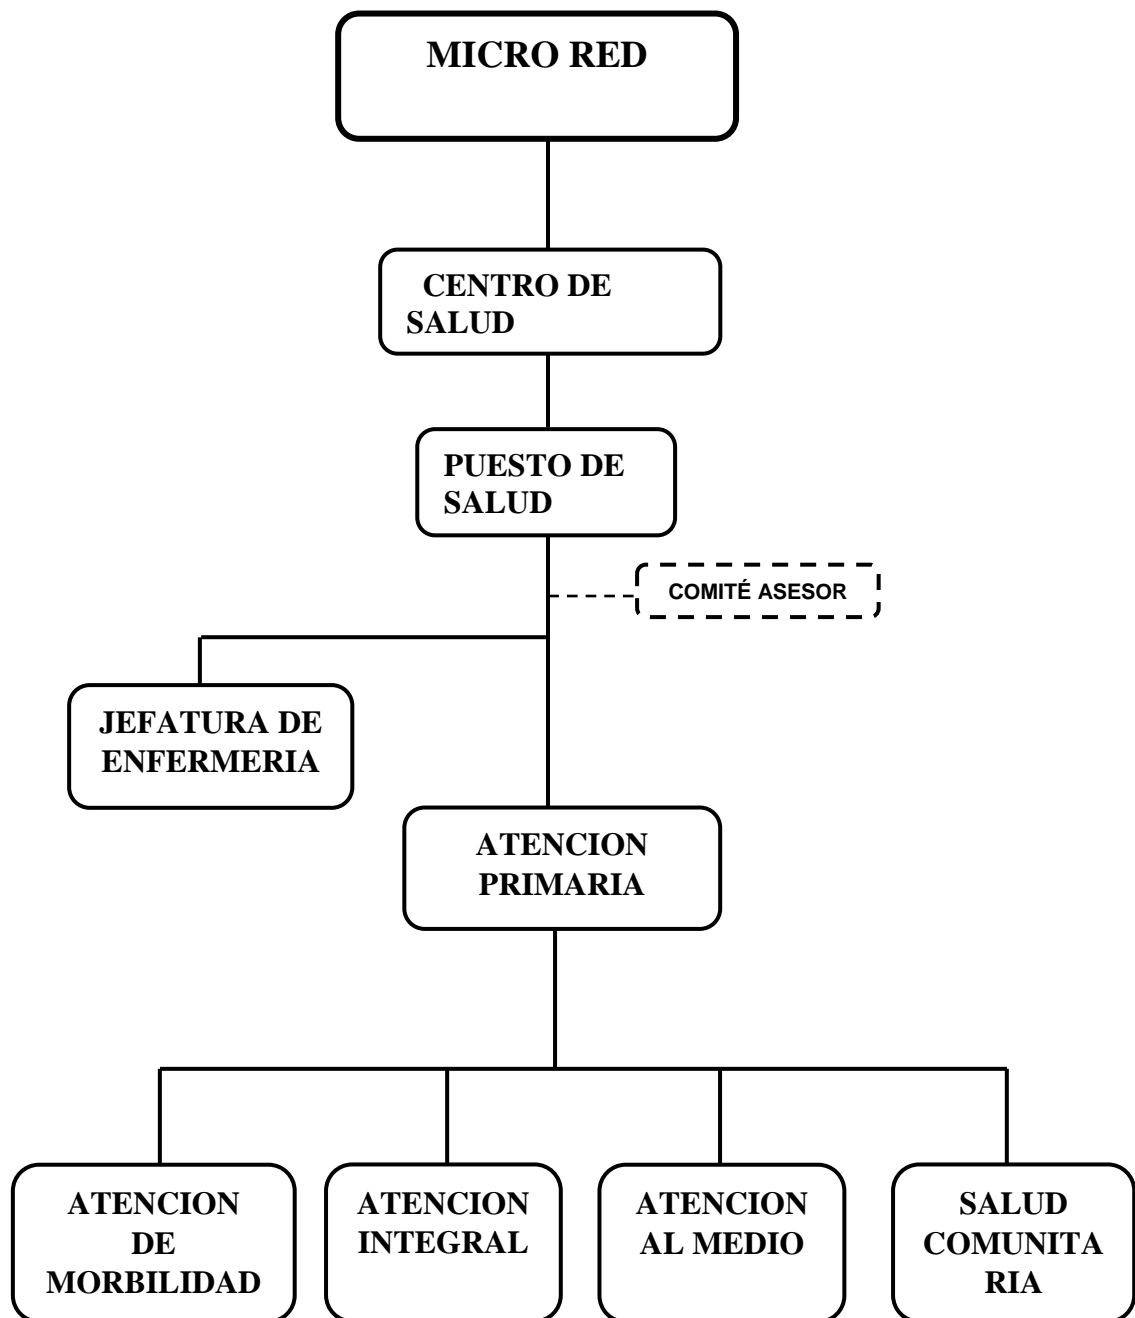 MICRO RED
CENTRO DE
SALUD
PUESTO DE
SALUD
COMITÉ ASESOR
JEFATURA DE
ENFERMERIA
ATENCION
PRIMARIA
ATENCION
DE
MORBILIDAD
ATENCION
INTEGRAL
ATENCION
AL MEDIO
SALUD
COMUNITA
RIA